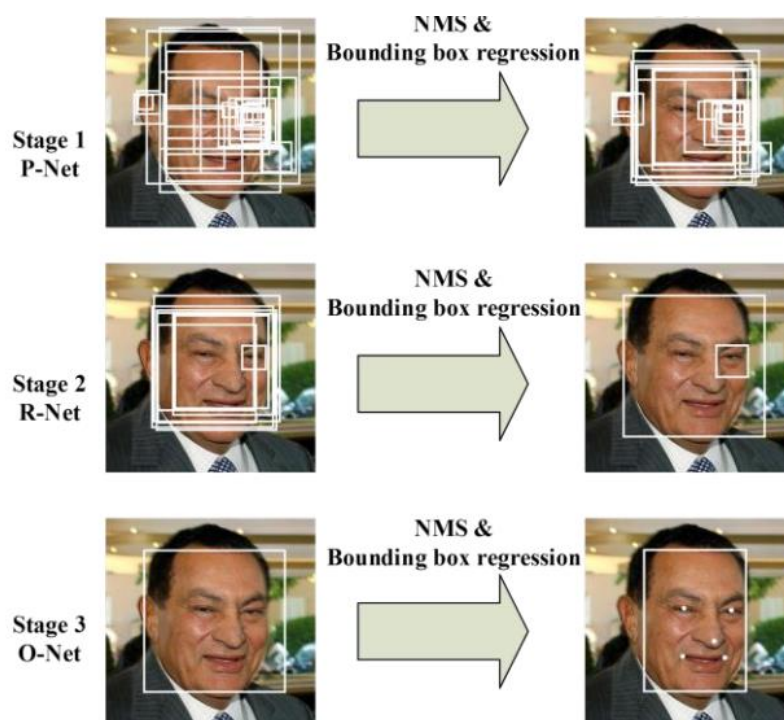 NMS &
Bounding box regression
Stage 1
P-Net
NMS &
Bounding box regression
Stage 2
R-Net
NMS &
Bounding box regression
Stage 3
O-Net